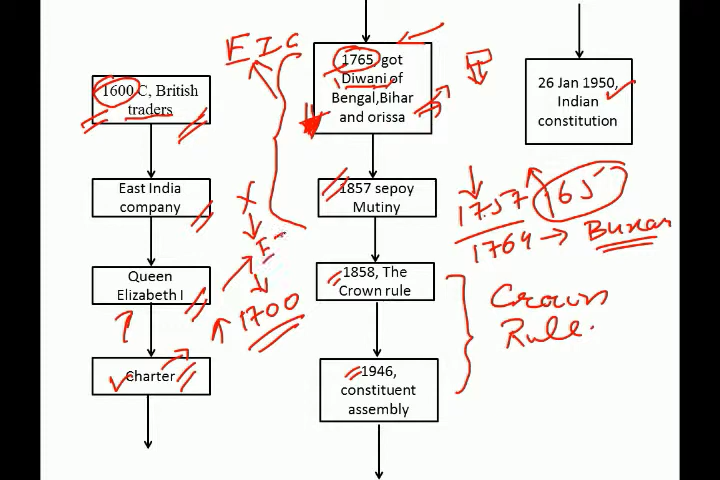 1600 C, British
traders
East India
company
Queen
Elizabeth I
Charter
EIC
1765, got
Diwani of
Bengal,Bihar
and orissa
1857 sepoy
Mutiny
1858, The
Crown rule
1946,
constituent
assembly
26 Jan 1950,
Indian
constitution
1757
1764 → Buxar
1700
Crown
Rule.